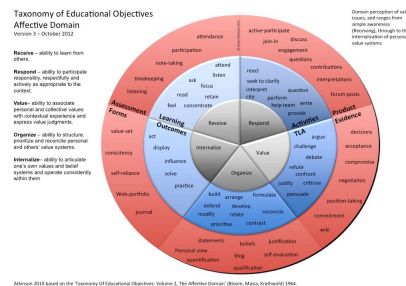 Taxonomy of Educational Objectives
Affective Domain
Version 3 – October 2012
Receive – ability to learn from
others.
Respond – ability to participate
responsibly, respectfully and
actively as appropriate to the
context.
Value – ability to associate
personal and collective values
with contextual experience and
express value judgments.
Organize – ability to structure,
prioritize and reconcile personal
and others' value systems.
Internalize– ability to articulate
one's own values and belief
systems and operate consistently
within them
Domain perception of val
issues, and ranges from
simple awareness
(Receiving), through to th
internalization of persona
value systems
attendance
participation
note-taking
timekeeping
listening
active-participate
join-in
discuss
engagement
questions
contributions
interpretation
forum-posts
attend
listen
ask
focus
look
retain
read
feel
concentrate
react
seek to clarify
interpret
question
cite
perform
help team
write
provide
Assessment
Forms
Learning
Outcomes
Activities
TLA
Product
Evidence
Receive
Respond
Internalize
Value
Organize
value-set
consistency
self-reliance
Web-portfolio
journal
act
display
influence
solve
practice
argue
challenge
debate
refute
confront
justify
criticise
persuade
decisions
acceptance
compromise
negotiation
position-taking
commitment
wiki
build
arrange
formulate
defend
develop
modify
relate
reconcile
prioritise
contrast
statements
beliefs
justification
Personal view
blog
self-evaluation
quantification
qualification
Atkinson 2010 based on the 'Taxonomy Of Educational Objectives: Volume 2, The Affective Domain' (Bloom, Masia, Krathwohl) 1964.